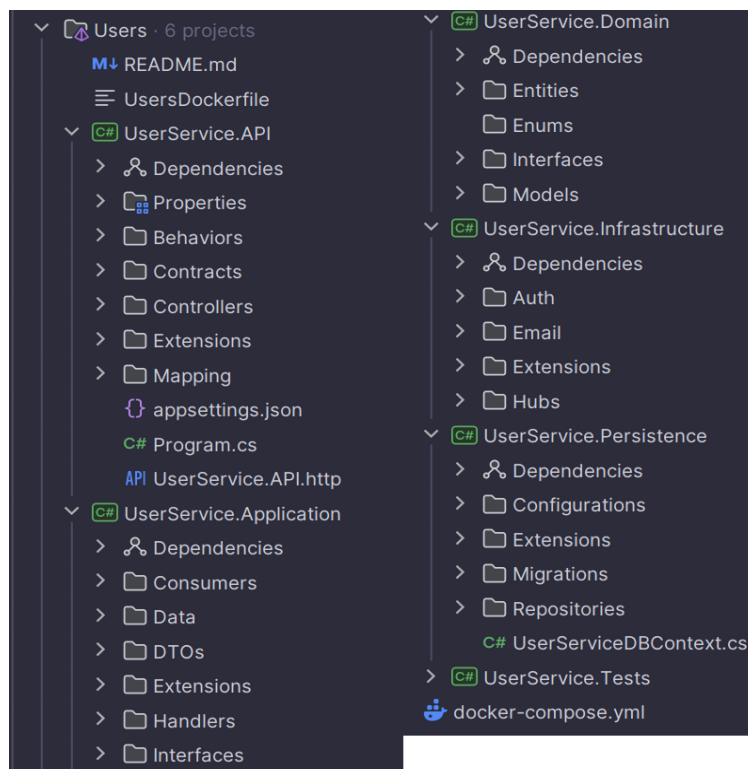 Users · 6 projects
M↓ README.md
UsersDockerfile
C# UserService.API
Dependencies
Properties
Behaviors
Contracts
Controllers
Extensions
Mapping
{} appsettings.json
C# Program.cs
API UserService.API.http
C# UserService.Application
Dependencies
Consumers
Data
DTOs
Extensions
Handlers
Interfaces
C# UserService.Domain
Dependencies
Entities
Enums
Interfaces
Models
C# UserService.Infrastructure
Dependencies
Auth
Email
Extensions
Hubs
C# UserService.Persistence
Dependencies
Configurations
Extensions
Migrations
Repositories
C# UserServiceDBContext.cs
C# UserService.Tests
docker-compose.yml